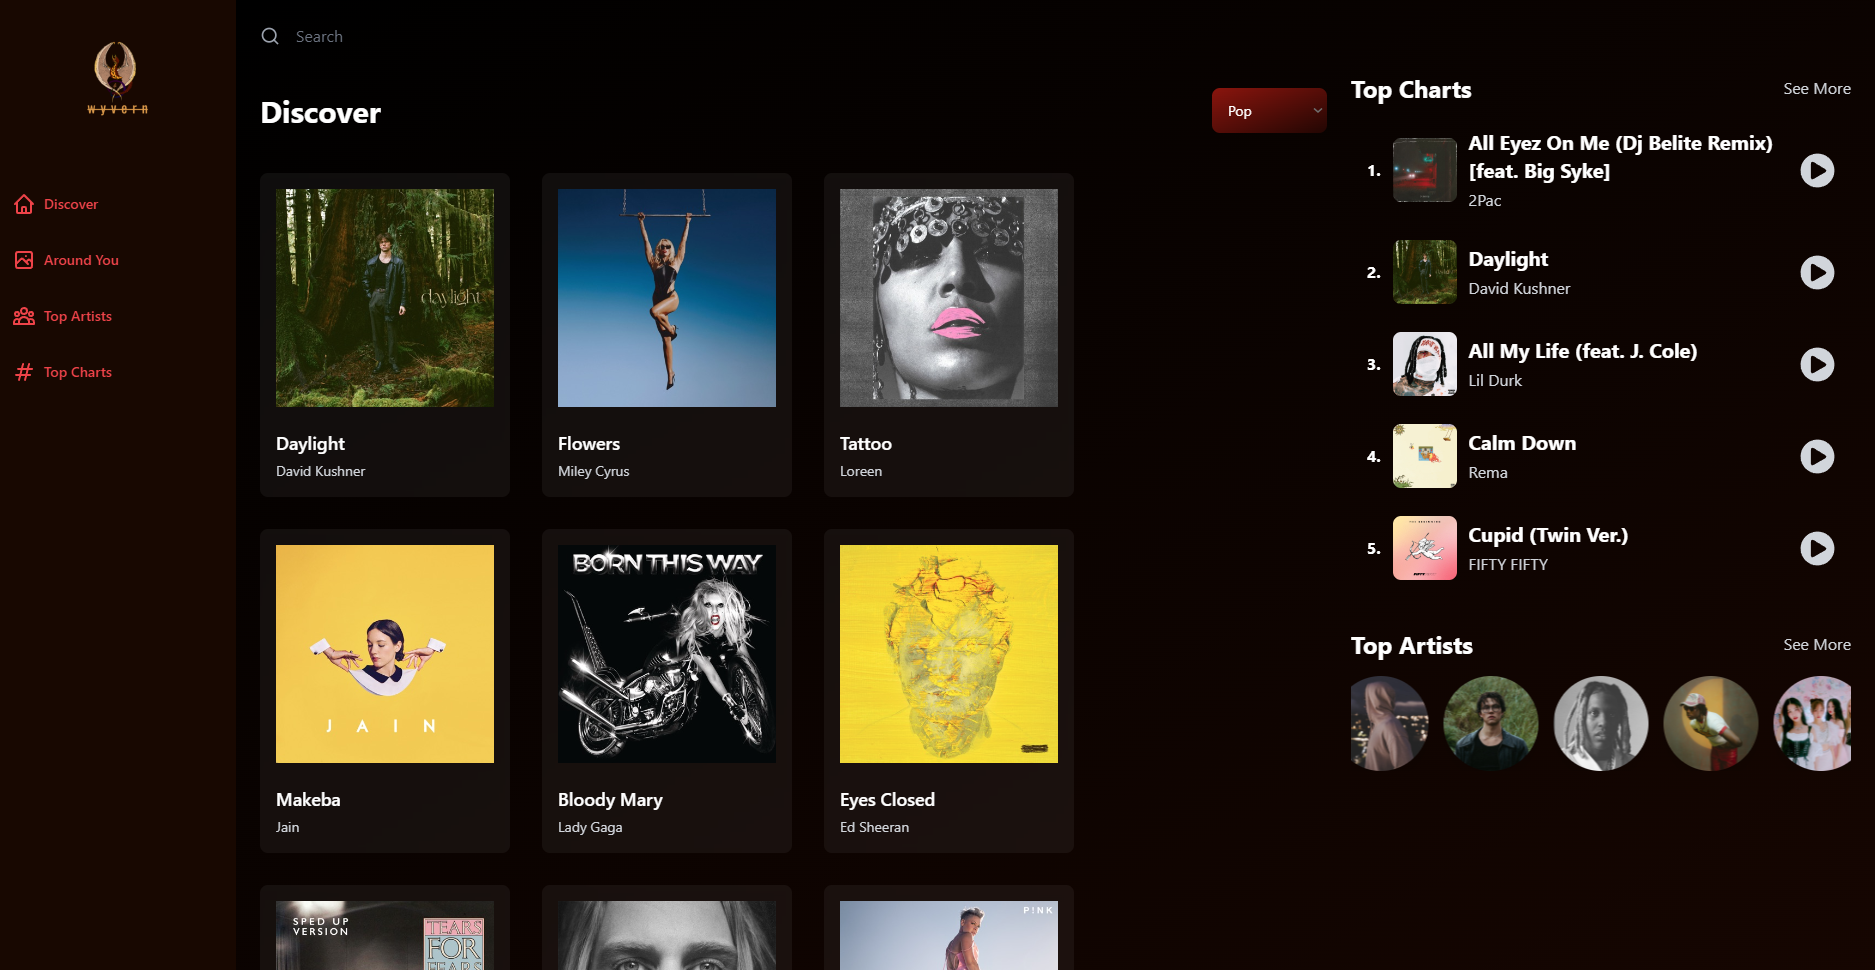 wyvern
Search
Discover
Around You
Top Artists
Top Charts
Discover
Pop
daylight
Daylight
David Kushner
Flowers
Miley Cyrus
Tattoo
Loreen
JAIN
Makeba
Jain
BORN THIS WAY
Bloody Mary
Lady Gaga
Eyes Closed
Ed Sheeran
SPED UP
VERSION
TEARS
FOR
FEARS
P!NK
Top Charts
See More
1.
All Eyez On Me (Dj Belite Remix)
[feat. Big Syke]
2Pac
2.
Daylight
David Kushner
3.
All My Life (feat. J. Cole)
Lil Durk
4.
Calm Down
Rema
5.
Cupid (Twin Ver.)
FIFTY FIFTY
Top Artists
See More